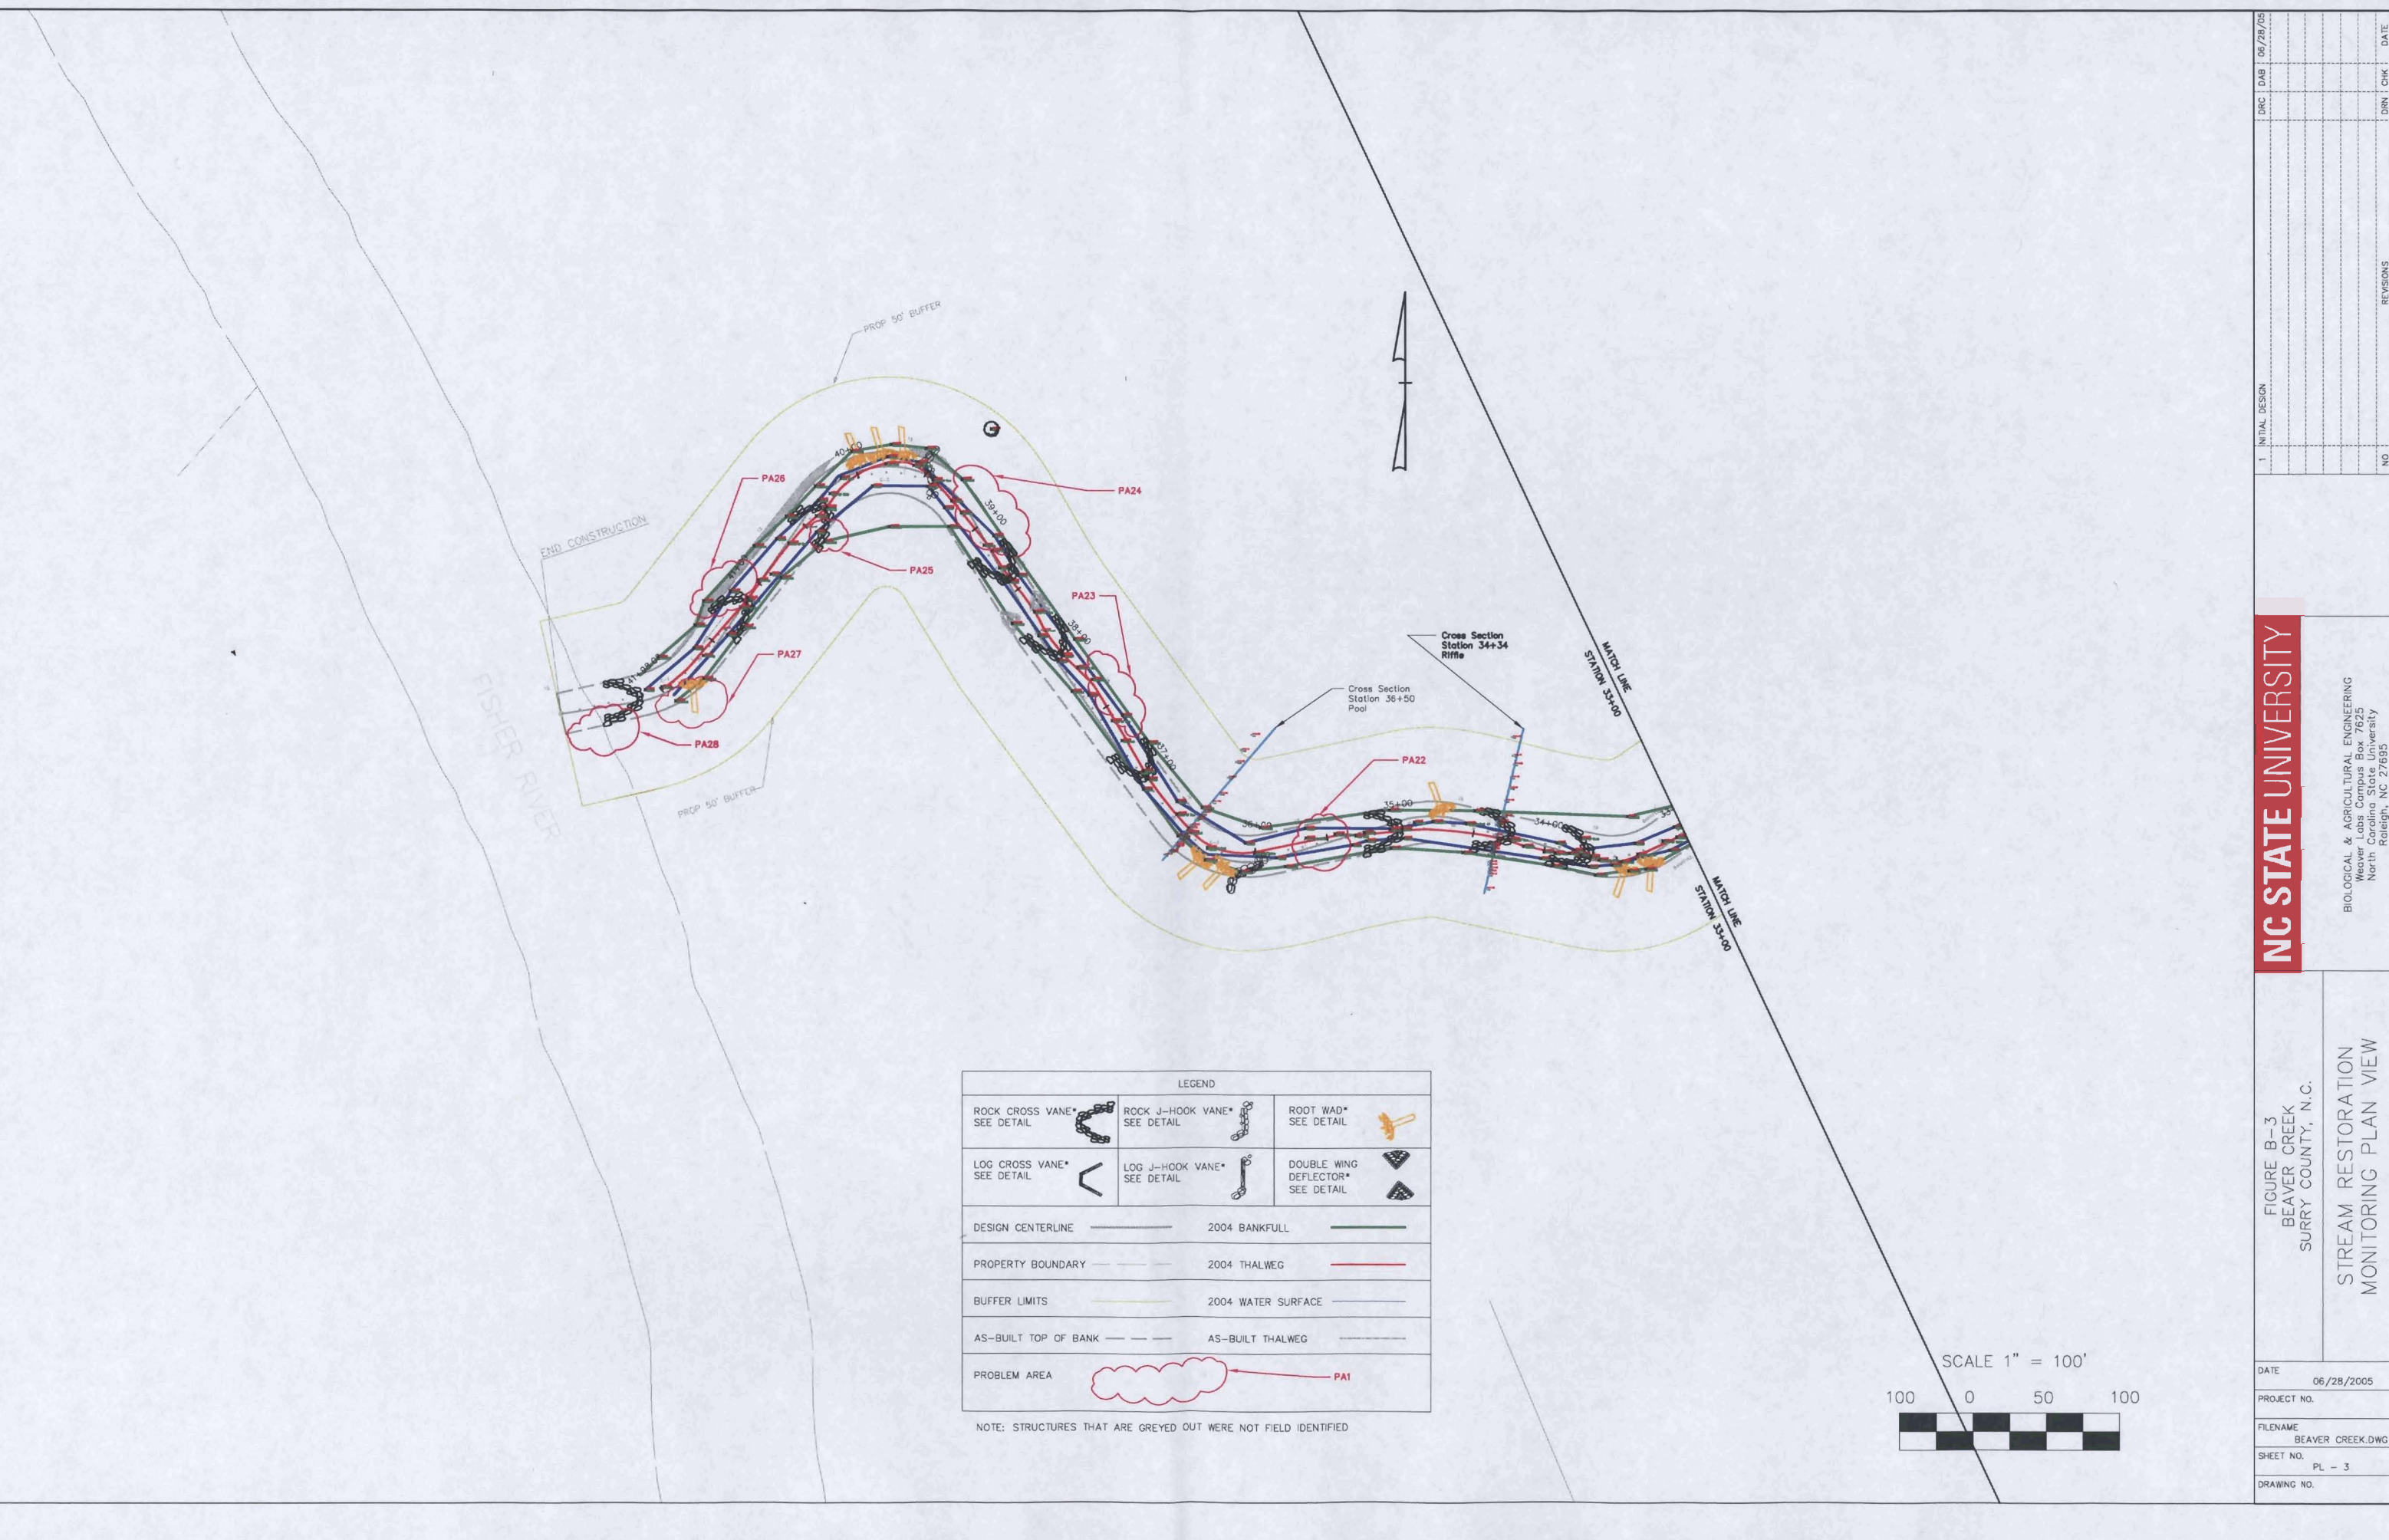 PROP 50' BUFFER
PA26
PA24
40+00
39+00
END CONSTRUCTION
PA25
PA23
38+00
Cross Section
Station 34+34
Riffle
MATCH LINE
STATION 33+00
PA27
Cross Section
Station 36+50
Pool
FISHER RIVER
PA28
37+00
PA22
PROP 50' BUFFER
35+00
36+00
34+00
MATCH LINE
STATION 33+00
LEGEND
ROCK CROSS VANE*
SEE DETAIL
ROCK J-HOOK VANE*
SEE DETAIL
ROOT WAD*
SEE DETAIL
LOG CROSS VANE*
SEE DETAIL
LOG J-HOOK VANE*
SEE DETAIL
DOUBLE WING
DEFLECTOR*
SEE DETAIL
DESIGN CENTERLINE
2004 BANKFULL
PROPERTY BOUNDARY
2004 THALWEG
BUFFER LIMITS
2004 WATER SURFACE
AS-BUILT TOP OF BANK
AS-BUILT THALWEG
PROBLEM AREA
PA1
NOTE: STRUCTURES THAT ARE GREYED OUT WERE NOT FIELD IDENTIFIED
SCALE 1" = 100'
100 0 50 100
1 INITIAL DESIGN DRC DAB 06/28/05
NO REVISIONS DRN CHK DATE
NC STATE UNIVERSITY
BIOLOGICAL & AGRICULTURAL ENGINEERING
Weaver Labs Campus Box 7625
North Carolina State University
Raleigh, NC 27695
FIGURE B-3
BEAVER CREEK
SURRY COUNTY, N.C.
STREAM RESTORATION
MONITORING PLAN VIEW
DATE
06/28/2005
PROJECT NO.
FILENAME
BEAVER CREEK.DWG
SHEET NO.
PL - 3
DRAWING NO.